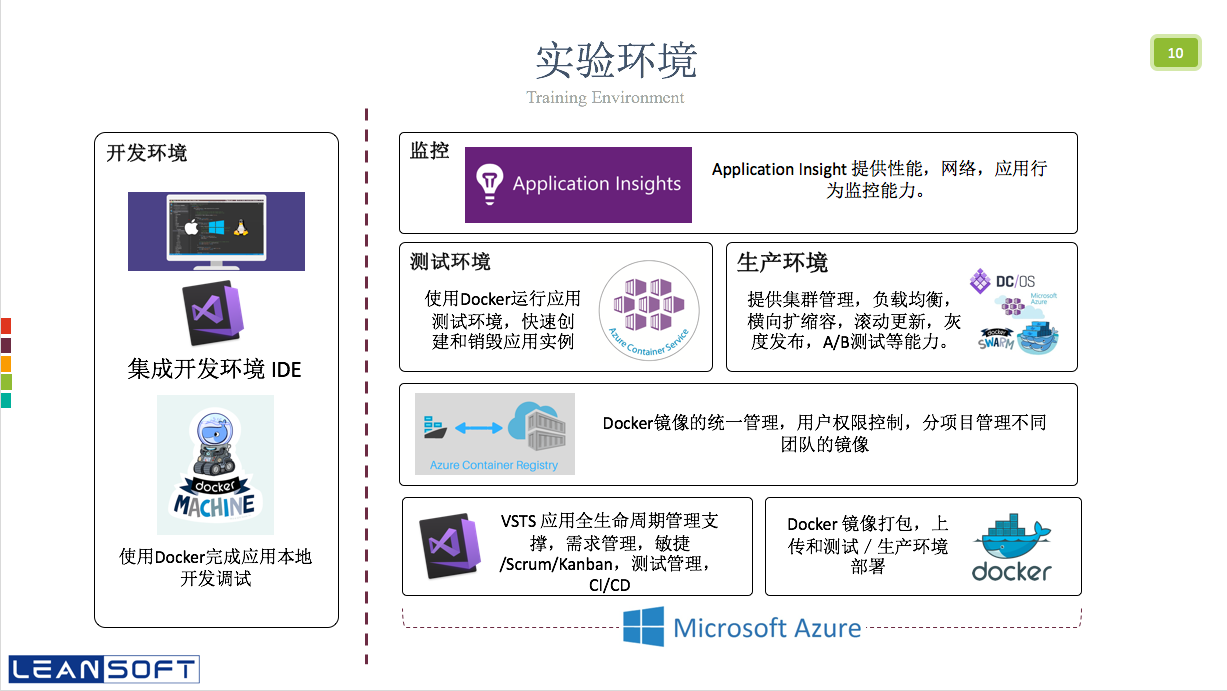 实验环境
Training Environment
10
开发环境
集成开发环境 IDE
docker
MACHINE
使用Docker完成应用本地
开发调试
监控
Application Insights
Application Insight 提供性能，网络，应用行
为监控能力。
测试环境
使用Docker运行应用
测试环境，快速创
建和销毁应用实例
Azure Container Service
生产环境
提供集群管理，负载均衡，
横向扩缩容，滚动更新，灰
度发布，A/B测试等能力。
DC/OS
Microsoft
Azure
docker
SWARM
Azure Container Registry
Docker镜像的统一管理，用户权限控制，分项目管理不同
团队的镜像
VSTS 应用全生命周期管理支
撑，需求管理，敏捷
/Scrum/Kanban，测试管理，
CI/CD
Docker 镜像打包，上
传和测试 / 生产环境
部署
docker
Microsoft Azure
LEANSOFT